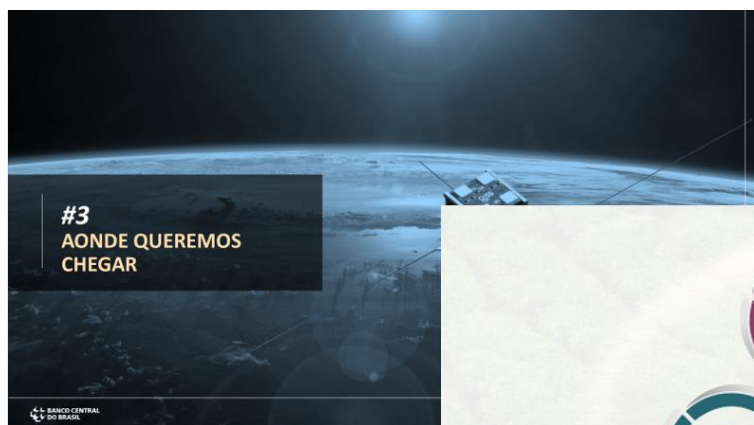 #3
AONDE QUEREMOS
CHEGAR
BANCO CENTRAL
DO BRASIL